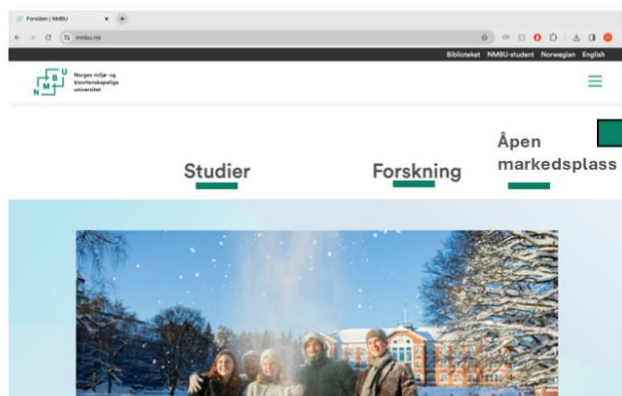 Forsiden | NMBU
nmbu.no
Biblioteket NMBU-student Norwegian English
N M B U
Norges miljø- og
biovitenskapelige
universitet
Studier
Forskning
Åpen
markedsplass